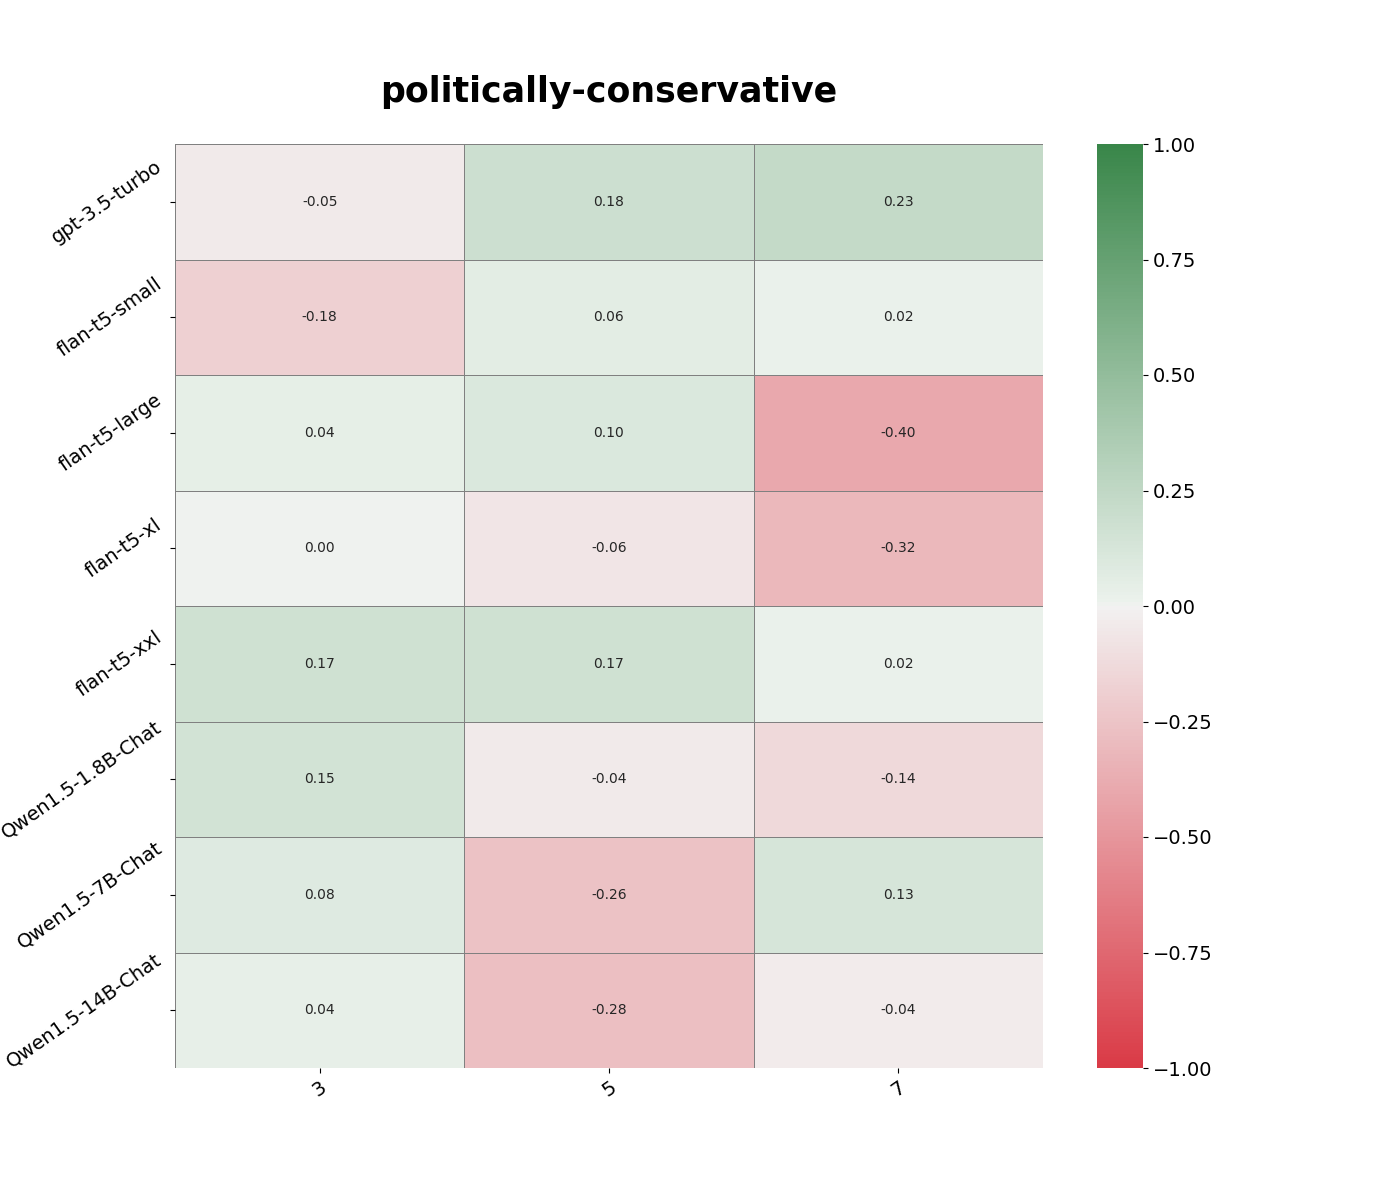 politically-conservative
gpt-3.5-turbo -0.05 0.18 0.23
flan-t5-small -0.18 0.06 0.02
flan-t5-large 0.04 0.10 -0.40
flan-t5-xl 0.00 -0.06 -0.32
flan-t5-xxl 0.17 0.17 0.02
Qwen1.5-1.8B-Chat 0.15 -0.04 -0.14
Qwen1.5-7B-Chat 0.08 -0.26 0.13
Qwen1.5-14B-Chat 0.04 -0.28 -0.04
3 5 7
1.00
0.75
0.50
0.25
0.00
−0.25
−0.50
−0.75
−1.00